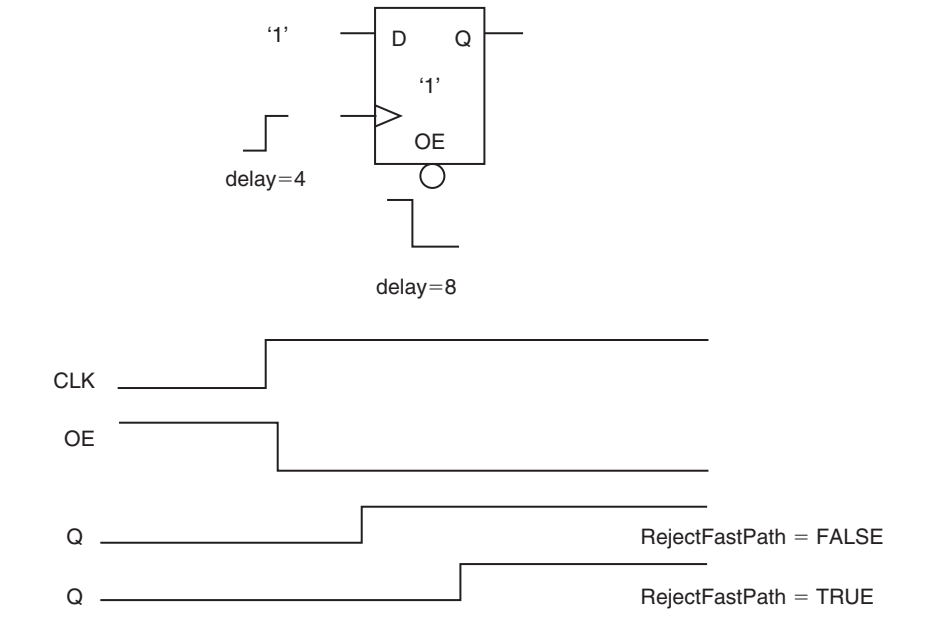 ‘1’
D Q
‘1’
OE
delay=4
delay=8
CLK
OE
Q RejectFastPath = FALSE
Q RejectFastPath = TRUE